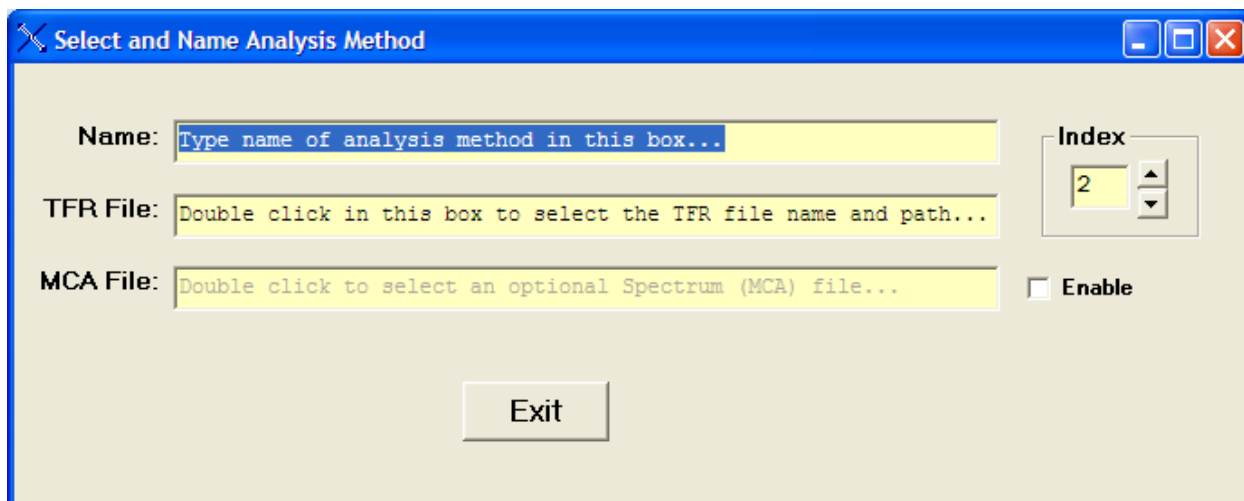 Select and Name Analysis Method
Name: Type name of analysis method in this box...
Index
2
TFR File: Double click in this box to select the TFR file name and path...
MCA File: Double click to select an optional Spectrum (MCA) file...
Enable
Exit